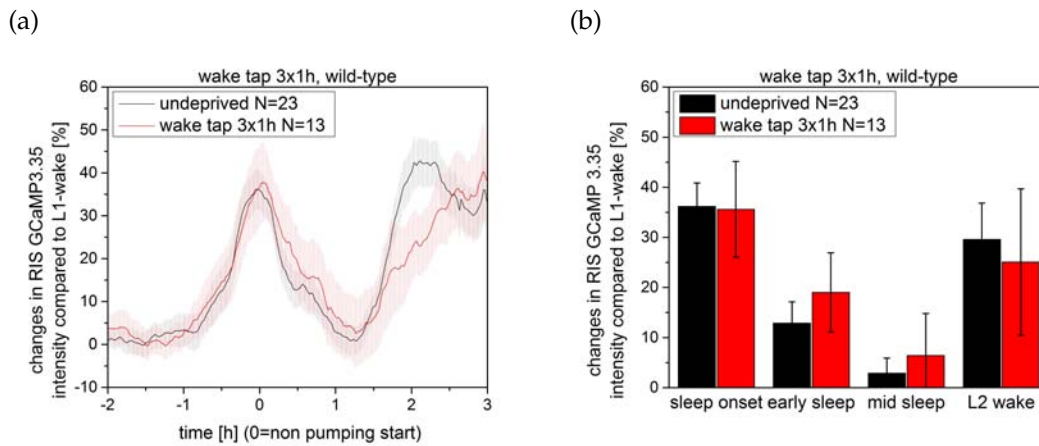 (a)
wake tap 3x1h, wild-type
undeprived N=23
wake tap 3x1h N=13
changes in RIS GCaMP3.35
intensity compared to L1-wake [%]
60
50
40
30
20
10
0
-10
-2 -1 0 1 2 3
time [h] (0=non pumping start)
(b)
wake tap 3x1h, wild-type
undeprived N=23
wake tap 3x1h N=13
changes in RIS GCaMP 3.35
intensity compared to L1-wake [%]
60
50
40
30
20
10
0
sleep onset early sleep mid sleep L2 wake